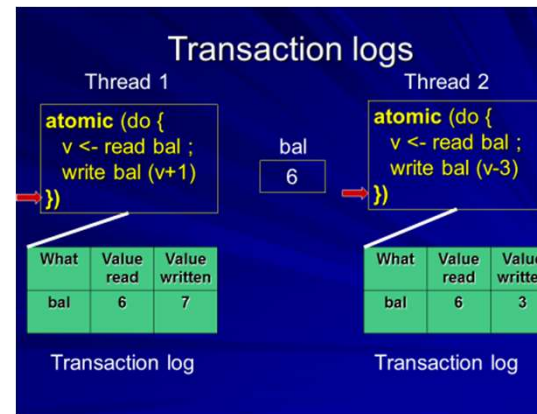 Transaction logs
Thread 1
atomic (do {
v <- read bal ;
write bal (v+1)
})
bal
6
Thread 2
atomic (do {
v <- read bal ;
write bal (v-3)
})
What Value read Value written
bal 6 7
Transaction log
What Value read Value writte
bal 6 3
Transaction log